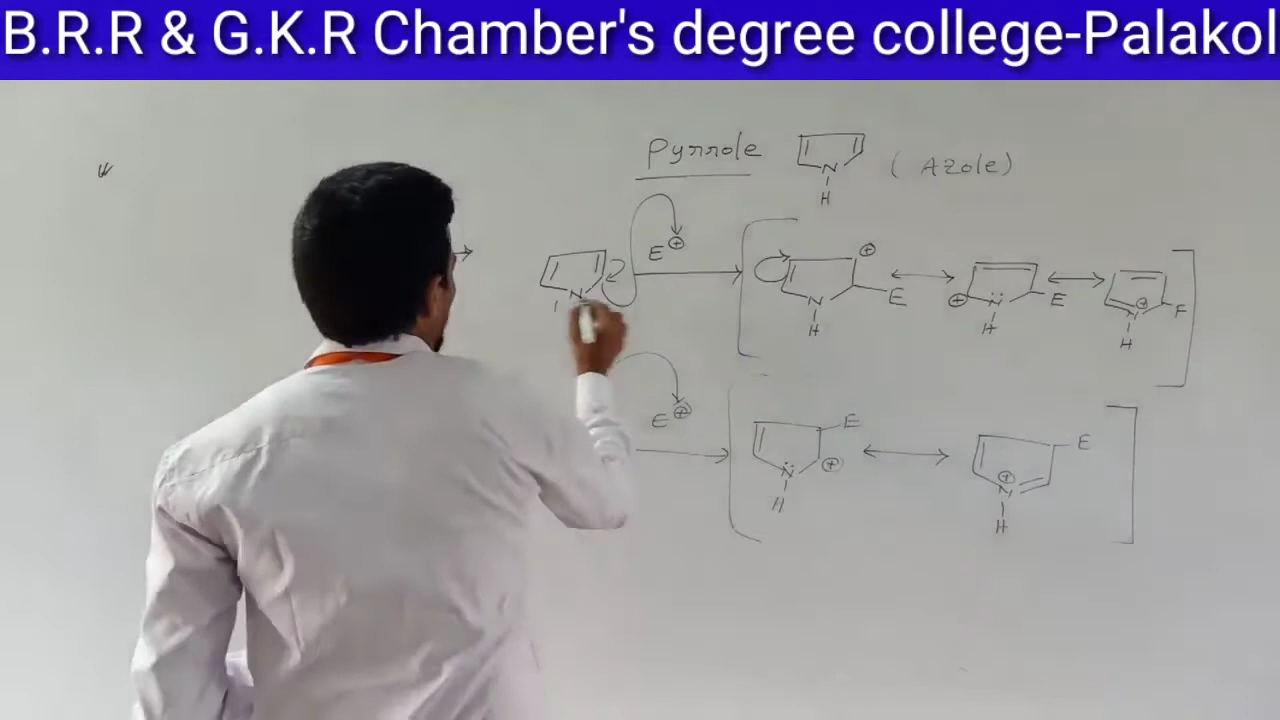 B.R.R & G.K.R Chamber's degree college-Palakol
Pyrrole N H (Azole)
E⊕
N
⊕ N H E
⊕ N H E
⊕ N H E
E⊕
E N H ⊕
E ⊕ N H